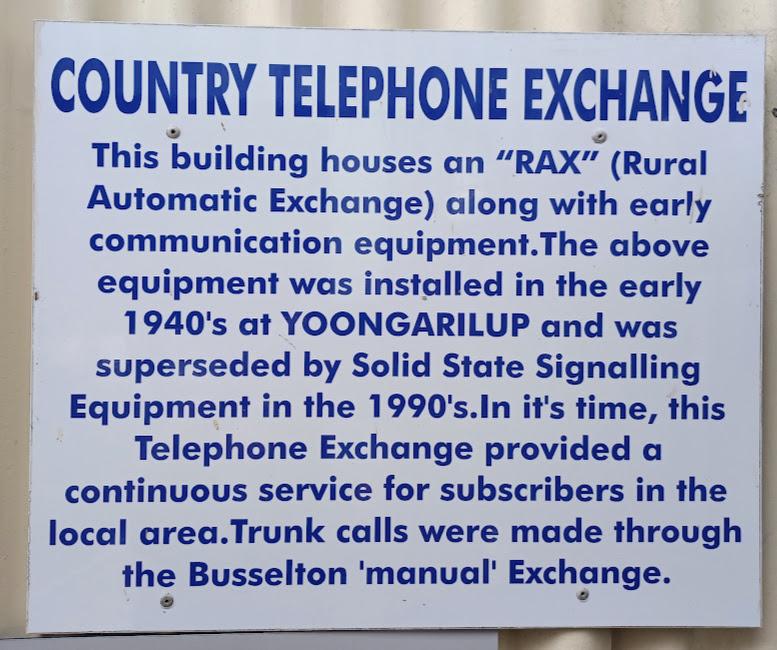 COUNTRY TELEPHONE EXCHANGE
This building houses an “RAX” (Rural
Automatic Exchange) along with early
communication equipment.The above
equipment was installed in the early
1940's at YOONGARILUP and was
superseded by Solid State Signalling
Equipment in the 1990's.In it's time, this
Telephone Exchange provided a
continuous service for subscribers in the
local area.Trunk calls were made through
the Busselton 'manual' Exchange.